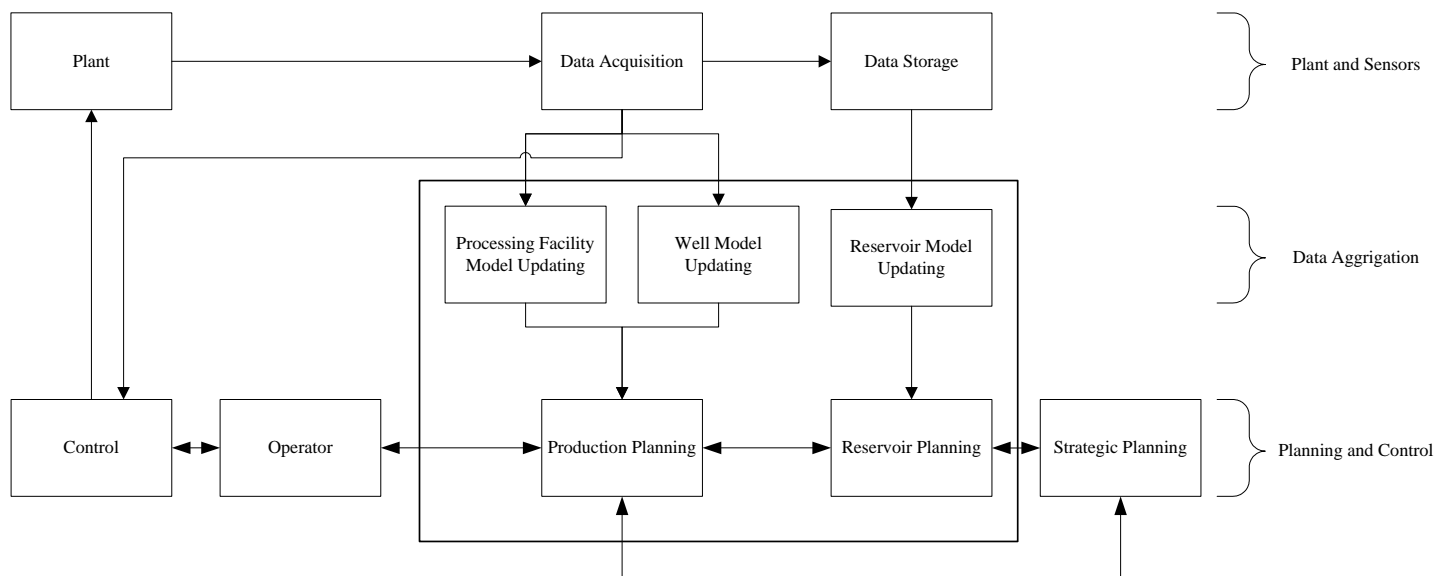 Plant
Data Acquisition
Data Storage
Plant and Sensors
Processing Facility
Model Updating
Well Model
Updating
Reservoir Model
Updating
Data Aggrigation
Control
Operator
Production Planning
Reservoir Planning
Strategic Planning
Planning and Control